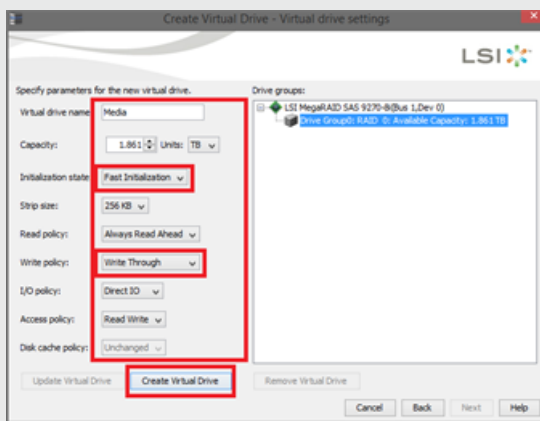 Create Virtual Drive - Virtual drive settings
LSI
Specify parameters for the new virtual drive.
Drive groups:
Virtual drive name: Media
LSI MegaRAID SAS 9270-8i(Bus 1,Dev 0)
Drive Group0: RAID 0: Available Capacity: 1.861 TB
Capacity: 1.861 Units: TB
Initialization state: Fast Initialization
Strip size: 256 KB
Read policy: Always Read Ahead
Write policy: Write Through
I/O policy: Direct IO
Access policy: Read Write
Disk cache policy: Unchanged
Update Virtual Drive Create Virtual Drive Remove Virtual Drive
Cancel Back Next Help